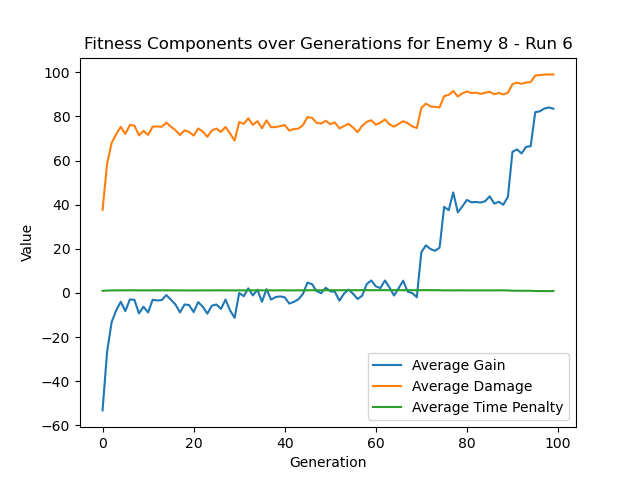 Fitness Components over Generations for Enemy 8 - Run 6
100
80
60
40
20
0
−20
−40
−60
Value
Average Gain
Average Damage
Average Time Penalty
0 20 40 60 80 100
Generation